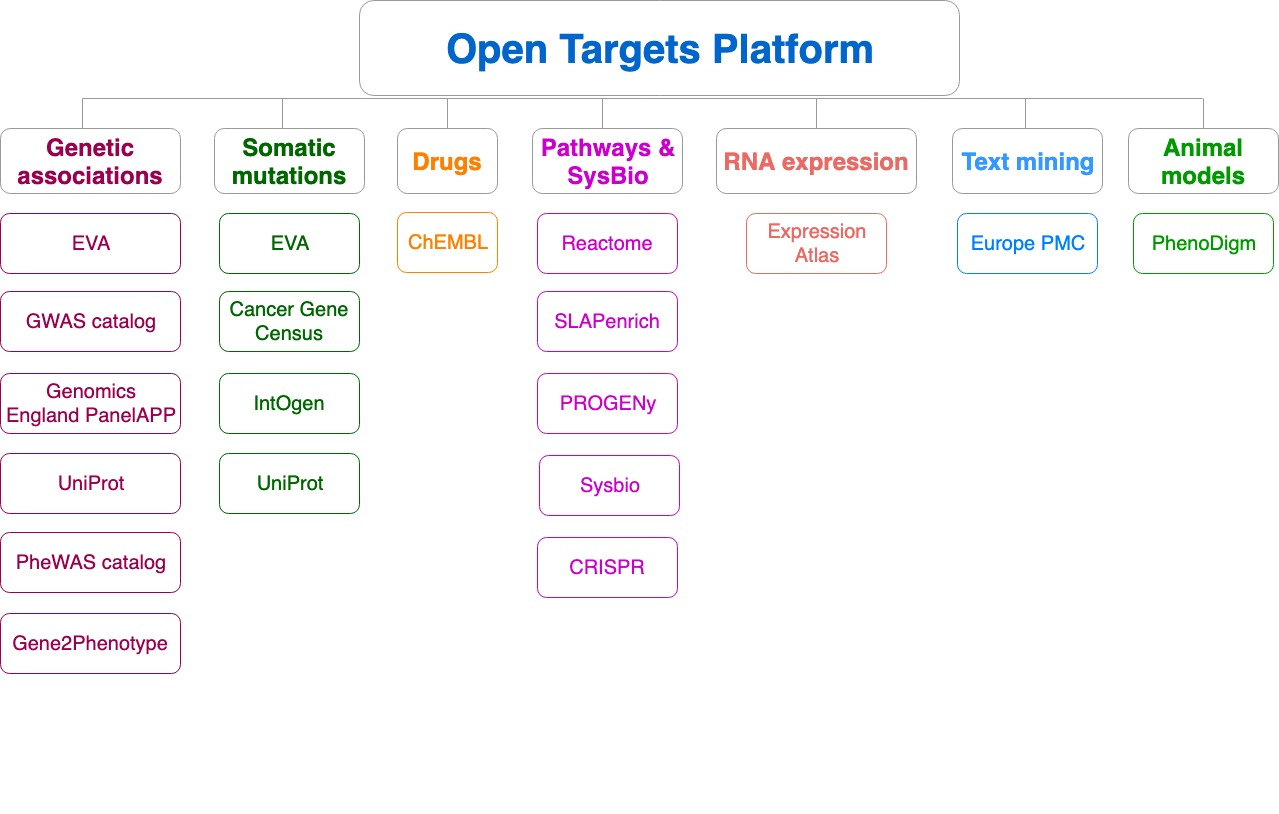 Open Targets Platform
Genetic
associations
Somatic
mutations
Drugs
Pathways &
SysBio
RNA expression
Text mining
Animal
models
EVA
GWAS catalog
Genomics
England PanelAPP
UniProt
PheWAS catalog
Gene2Phenotype
EVA
Cancer Gene
Census
IntOgen
UniProt
ChEMBL
Reactome
SLAPenrich
PROGENy
Sysbio
CRISPR
Expression
Atlas
Europe PMC
PhenoDigm